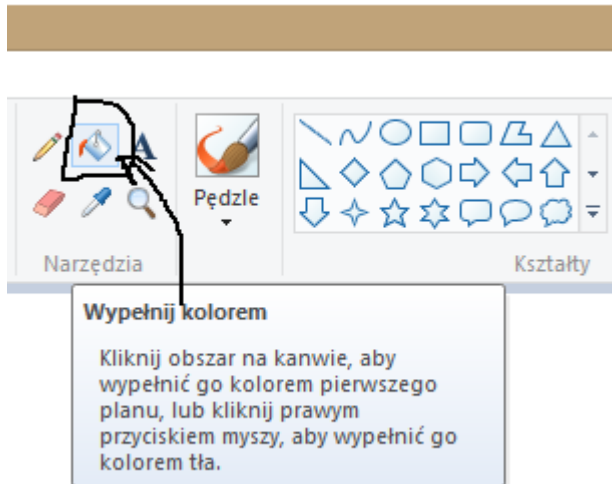 A
Pędzle
Narzędzia
Kształty
Wypełnij kolorem
Kliknij obszar na kanwie, aby
wypełnić go kolorem pierwszego
planu, lub kliknij prawym
przyciskiem myszy, aby wypełnić go
kolorem tła.